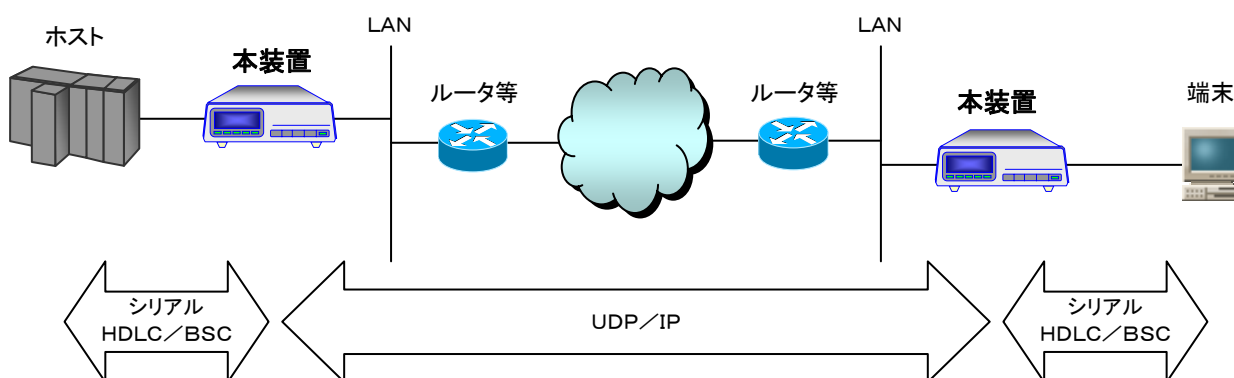 ホスト
本装置
LAN
ルータ等
ルータ等
LAN
本装置
端末
シリアル
HDLC／BSC
UDP／IP
シリアル
HDLC／BSC